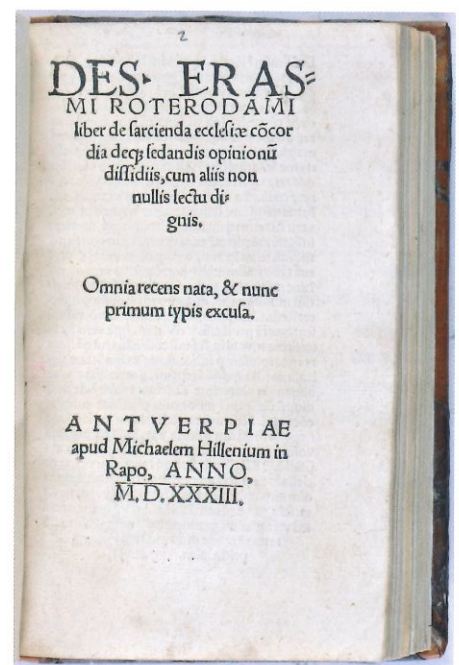 2
DES· ERAS⸗
MI ROTERODAMI
liber de ſarcienda eccleſiæ cōcor
dia deqꝫ ſedandis opinionū
diſſidiis,cum aliis non
nullis lectu di⸗
gnis.
Omnia recens nata, & nunc
primum typis excuſa.
ANTVERPIAE
apud Michaelem Hillenium in
Rapo, ANNO,
M.D.XXXIII.